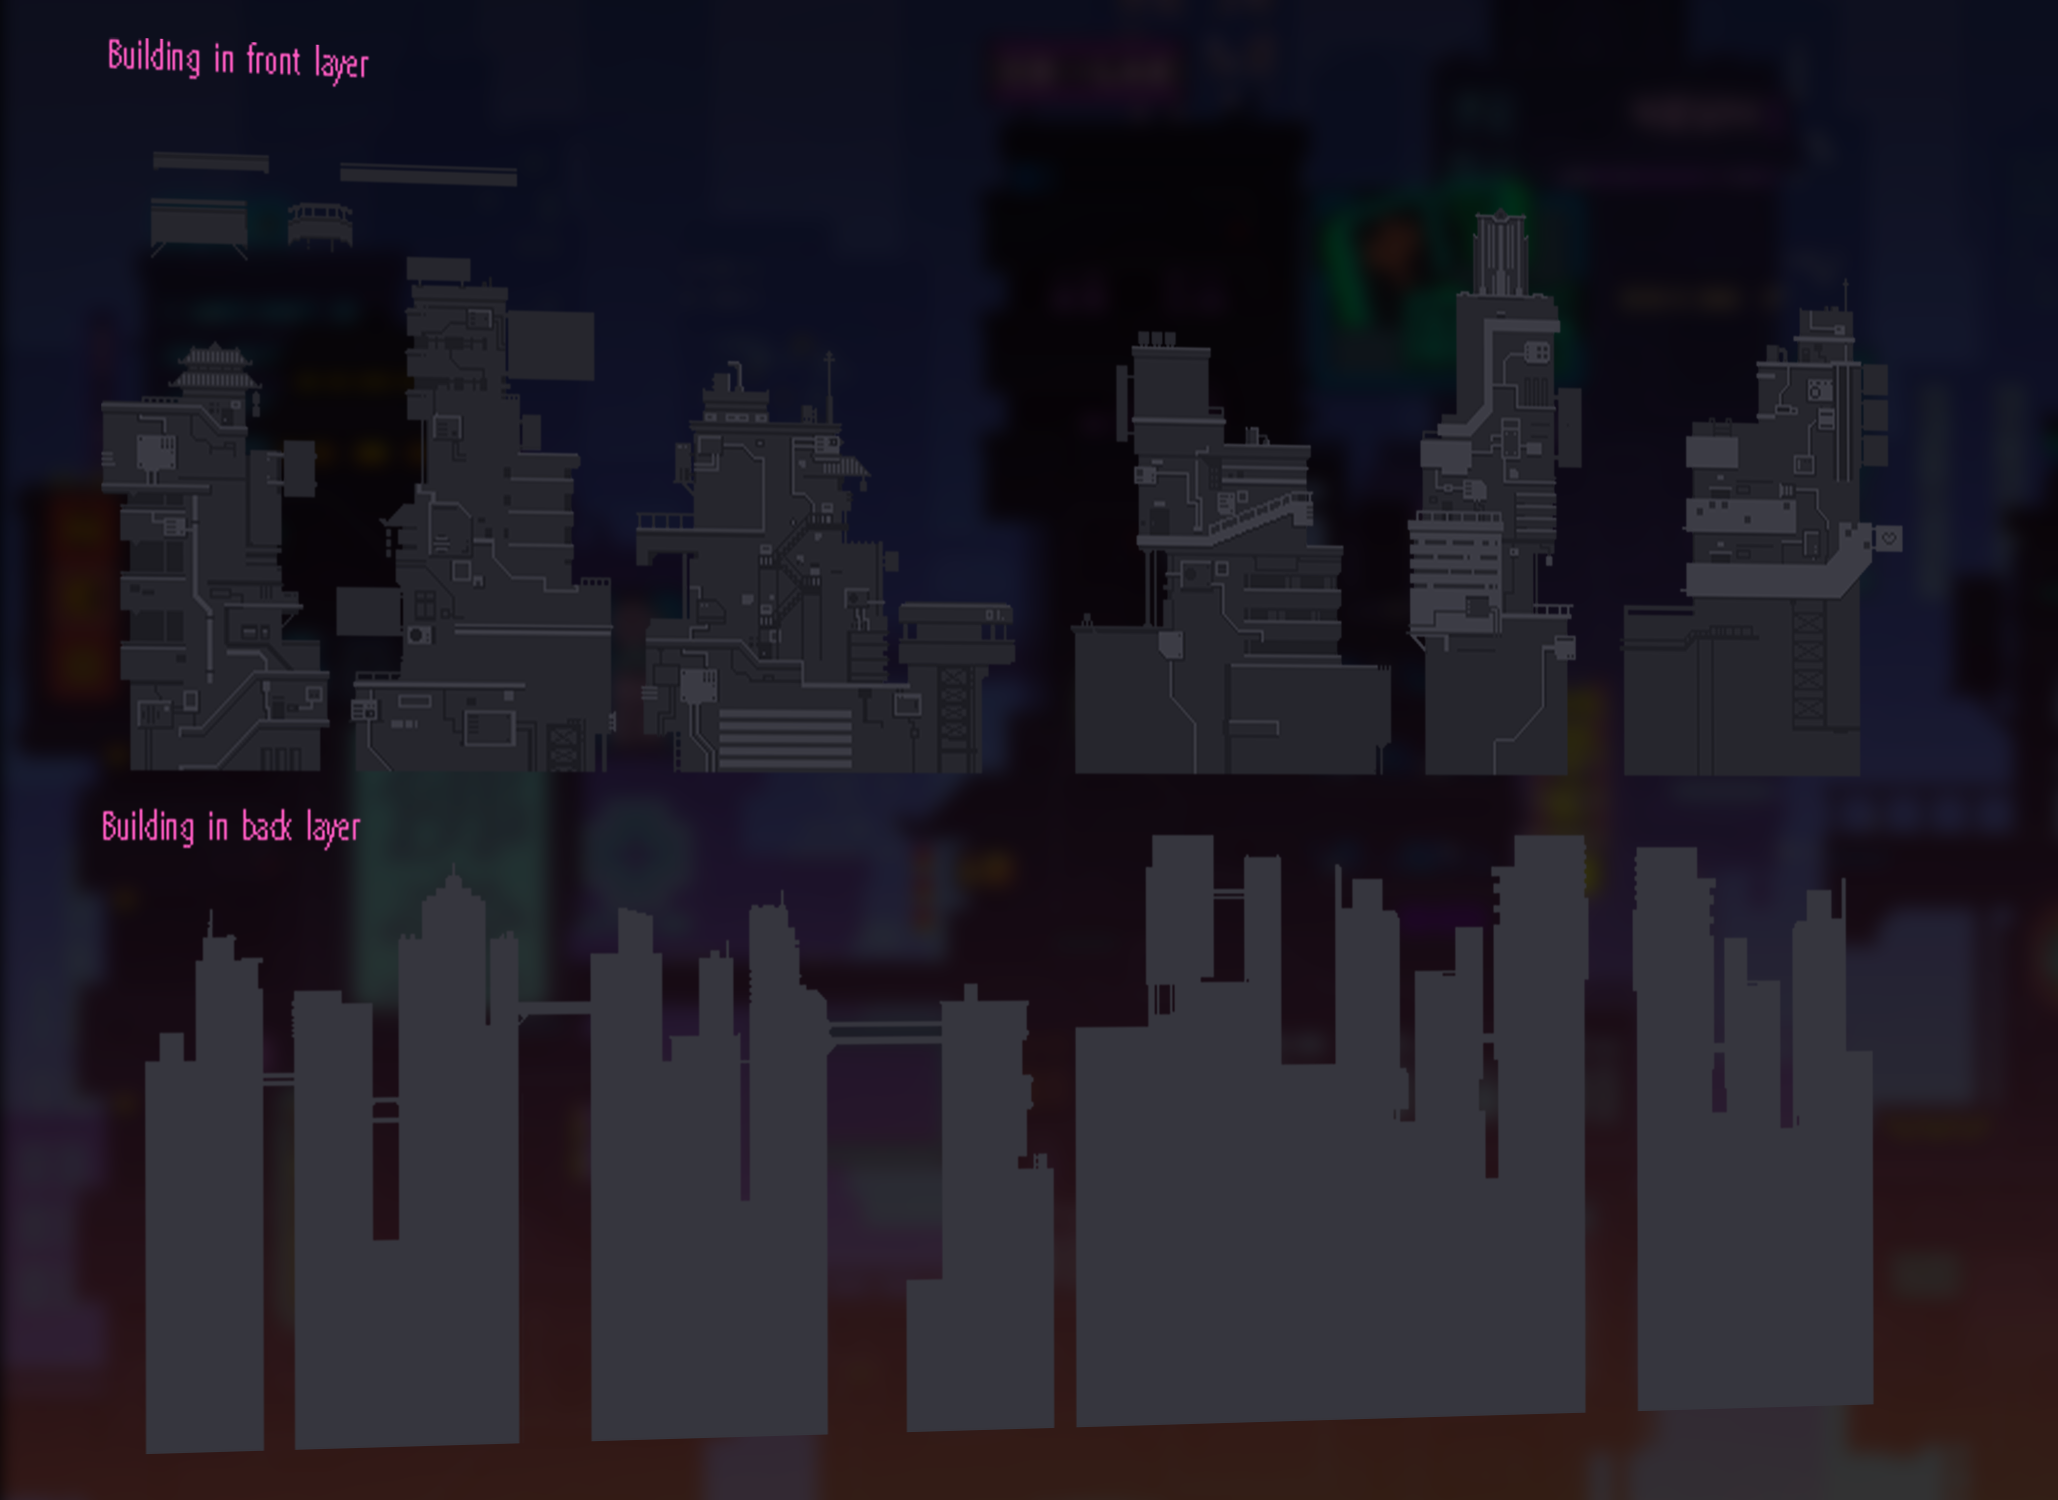 Building in front layer
Building in back layer